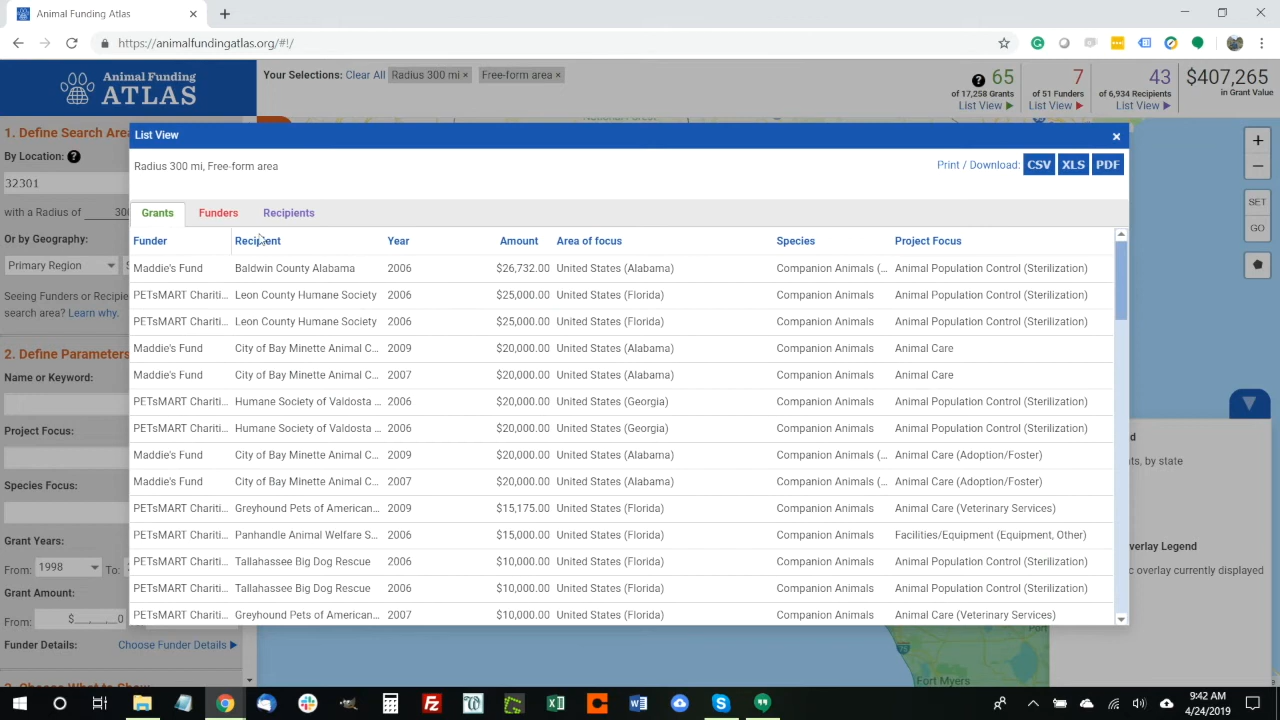 Animal Funding Atlas
https://animalfundingatlas.org/#!/
Animal Funding
ATLAS
Your Selections: Clear All Radius 300 mi × Free-form area ×
65
of 17,258 Grants
List View
7
of 51 Funders
List View
43
of 6,934 Recipients
List View
$407,265
in Grant Value
1. Define Search Area
By Location:
32301
with a Radius of 300
Or by Geography:
Primary Region
Seeing Funders or Recipie
search area? Learn why.
2. Define Parameters
Name or Keyword:
Project Focus:
Species Focus:
Grant Years:
From: 1998 To:
Grant Amount:
From: $__,__,_0
Funder Details: Choose Funder Details
List View
Radius 300 mi, Free-form area
Print / Download: CSV XLS PDF
Grants Funders Recipients
Funder Recipient Year Amount Area of focus Species Project Focus
Maddie's Fund Baldwin County Alabama 2006 $26,732.00 United States (Alabama) Companion Animals (... Animal Population Control (Sterilization)
PETsMART Chariti... Leon County Humane Society 2006 $25,000.00 United States (Florida) Companion Animals Animal Population Control (Sterilization)
PETsMART Chariti... Leon County Humane Society 2006 $25,000.00 United States (Florida) Companion Animals Animal Population Control (Sterilization)
Maddie's Fund City of Bay Minette Animal C... 2009 $20,000.00 United States (Alabama) Companion Animals Animal Care
Maddie's Fund City of Bay Minette Animal C... 2007 $20,000.00 United States (Alabama) Companion Animals Animal Care
PETsMART Chariti... Humane Society of Valdosta ... 2006 $20,000.00 United States (Georgia) Companion Animals Animal Population Control (Sterilization)
PETsMART Chariti... Humane Society of Valdosta ... 2006 $20,000.00 United States (Georgia) Companion Animals Animal Population Control (Sterilization)
Maddie's Fund City of Bay Minette Animal C... 2009 $20,000.00 United States (Alabama) Companion Animals (... Animal Care (Adoption/Foster)
Maddie's Fund City of Bay Minette Animal C... 2007 $20,000.00 United States (Alabama) Companion Animals (... Animal Care (Adoption/Foster)
PETsMART Chariti... Greyhound Pets of American... 2009 $15,175.00 United States (Florida) Companion Animals Animal Care (Veterinary Services)
PETsMART Chariti... Panhandle Animal Welfare S... 2006 $15,000.00 United States (Florida) Companion Animals Facilities/Equipment (Equipment, Other)
PETsMART Chariti... Tallahassee Big Dog Rescue 2006 $10,000.00 United States (Florida) Companion Animals Animal Population Control (Sterilization)
PETsMART Chariti... Tallahassee Big Dog Rescue 2006 $10,000.00 United States (Florida) Companion Animals Animal Population Control (Sterilization)
PETsMART Chariti... Greyhound Pets of American... 2007 $10,000.00 United States (Florida) Companion Animals Animal Care (Veterinary Services)
SET
GO
nts, by state
verlay Legend
ic overlay currently displayed
Port
Fort Myers
75
9:42 AM
4/24/2019